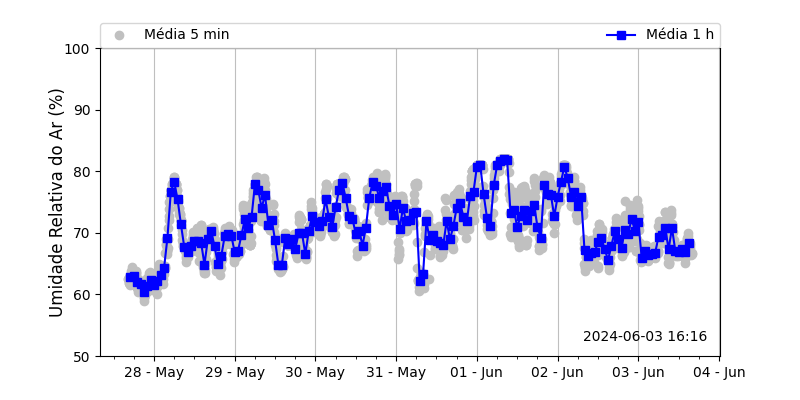 Média 5 min
Média 1 h
Umidade Relativa do Ar (%)
100
90
80
70
60
50
2024-06-03 16:16
28 - May
29 - May
30 - May
31 - May
01 - Jun
02 - Jun
03 - Jun
04 - Jun